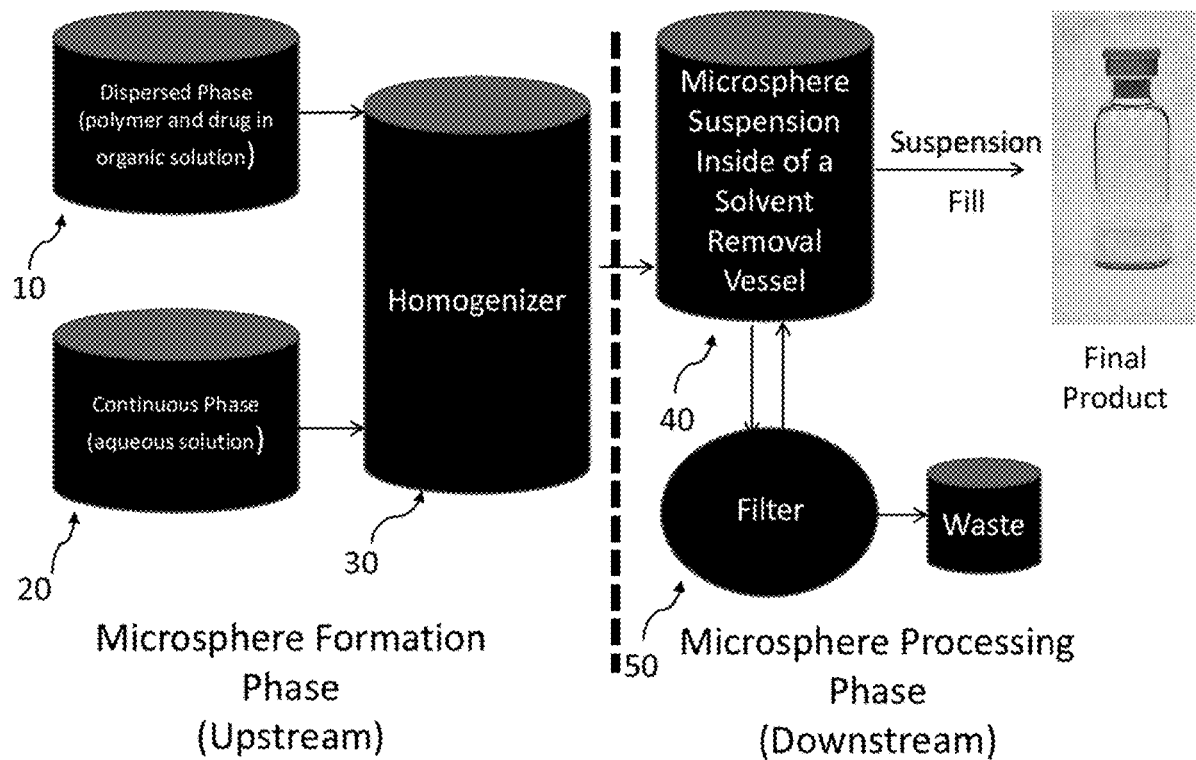 Dispersed Phase
(polymer and drug in
organic solution)
10
Continuous Phase
(aqueous solution)
20
Homogenizer
30
Microsphere Formation
Phase
(Upstream)
Microsphere
Suspension
Inside of a
Solvent
Removal
Vessel
40
Suspension
Fill
Final
Product
Filter
50
Waste
Microsphere Processing
Phase
(Downstream)